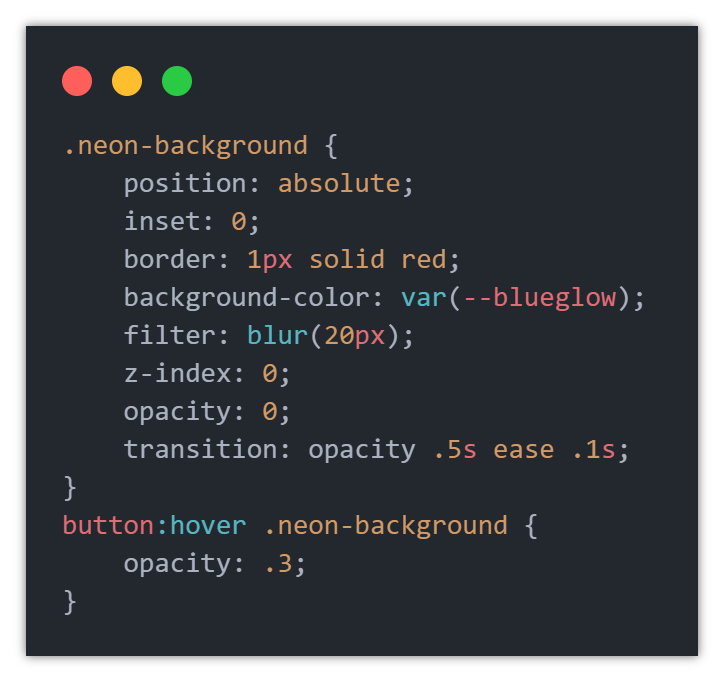 .neon-background {
    position: absolute;
    inset: 0;
    border: 1px solid red;
    background-color: var(--blueglow);
    filter: blur(20px);
    z-index: 0;
    opacity: 0;
    transition: opacity .5s ease .1s;
}
button:hover .neon-background {
    opacity: .3;
}